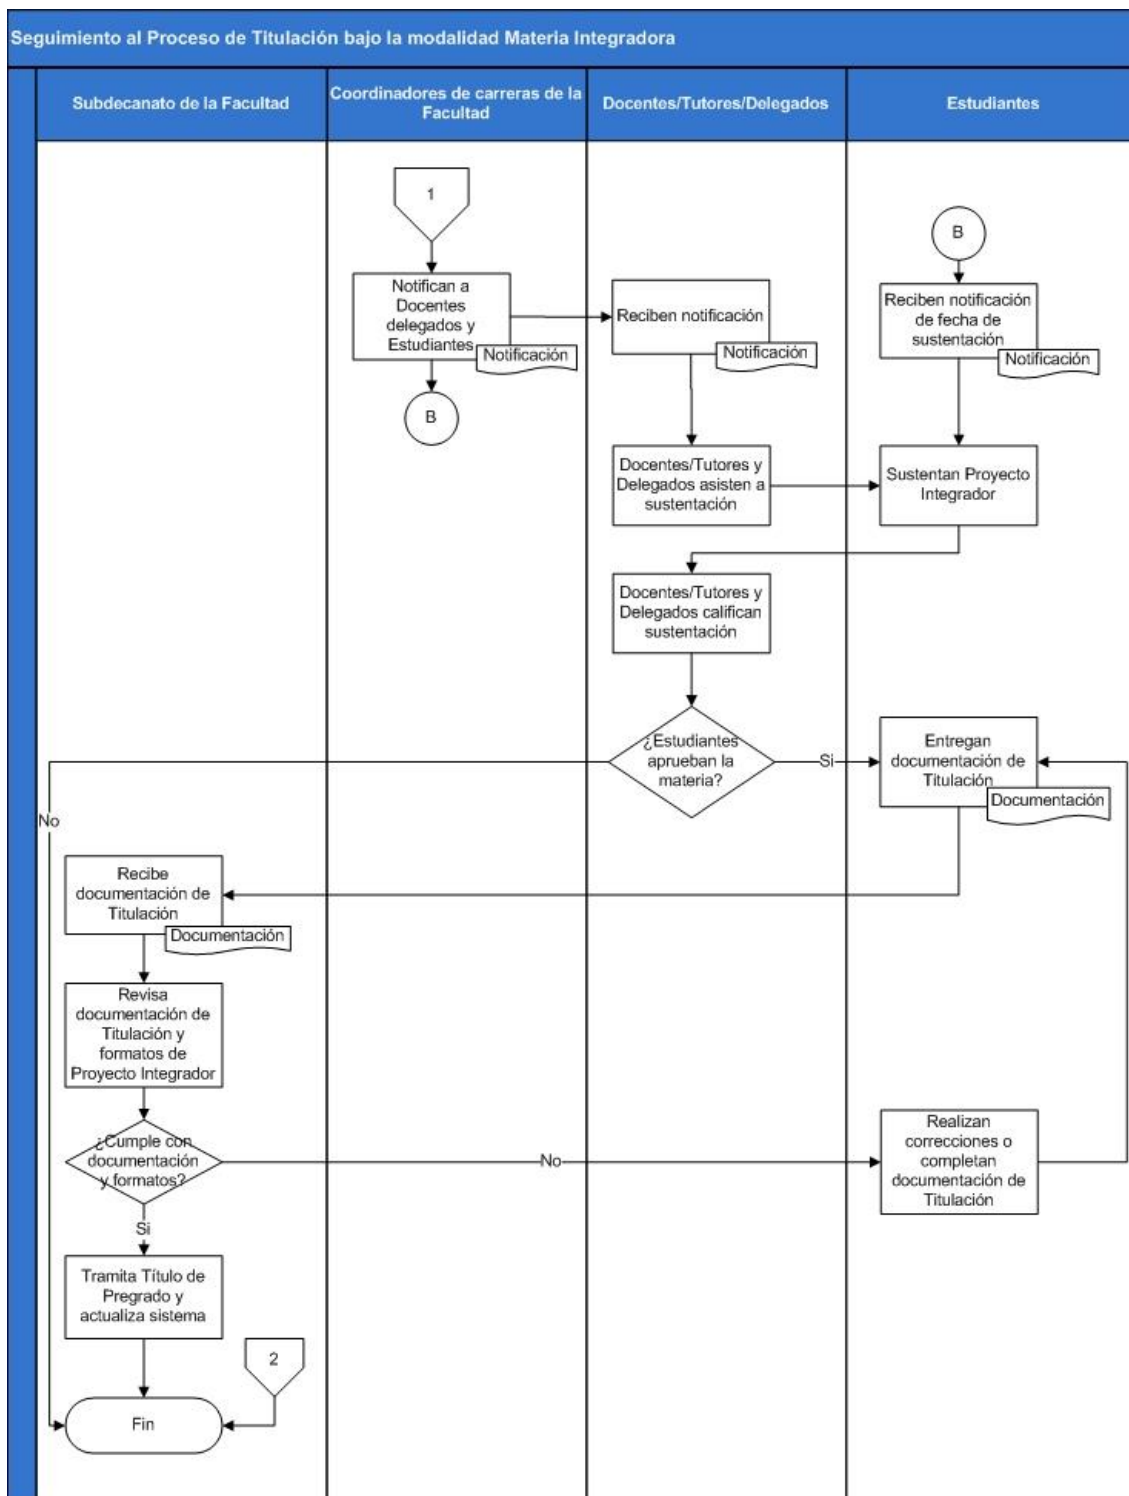 Seguimiento al Proceso de Titulación bajo la modalidad Materia Integradora
Subdecanato de la Facultad
Coordinadores de carreras de la
Facultad
Docentes/Tutores/Delegados
Estudiantes
1
B
Notifican a
Docentes
delegados y
Estudiantes
Notificación
Reciben notificación
Notificación
Reciben notificación
de fecha de
sustentación
Notificación
B
Docentes/Tutores y
Delegados asisten a
sustentación
Sustentan Proyecto
Integrador
Docentes/Tutores y
Delegados califican
sustentación
¿Estudiantes
aprueban la
materia?
Si
Entregan
documentación de
Titulación
Documentación
No
Recibe
documentación de
Titulación
Documentación
Revisa
documentación de
Titulación y
formatos de
Proyecto Integrador
¿Cumple con
documentación
y formatos?
No
Realizan
correcciones o
completan
documentación de
Titulación
Si
Tramita Título de
Pregrado y
actualiza sistema
2
Fin